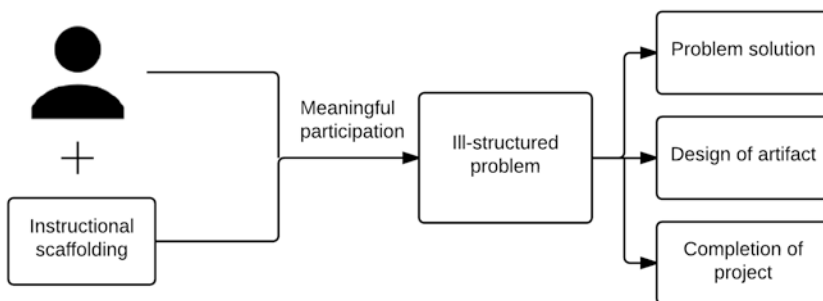 Instructional
scaffolding
Meaningful
participation
Ill-structured
problem
Problem solution
Design of artifact
Completion of
project